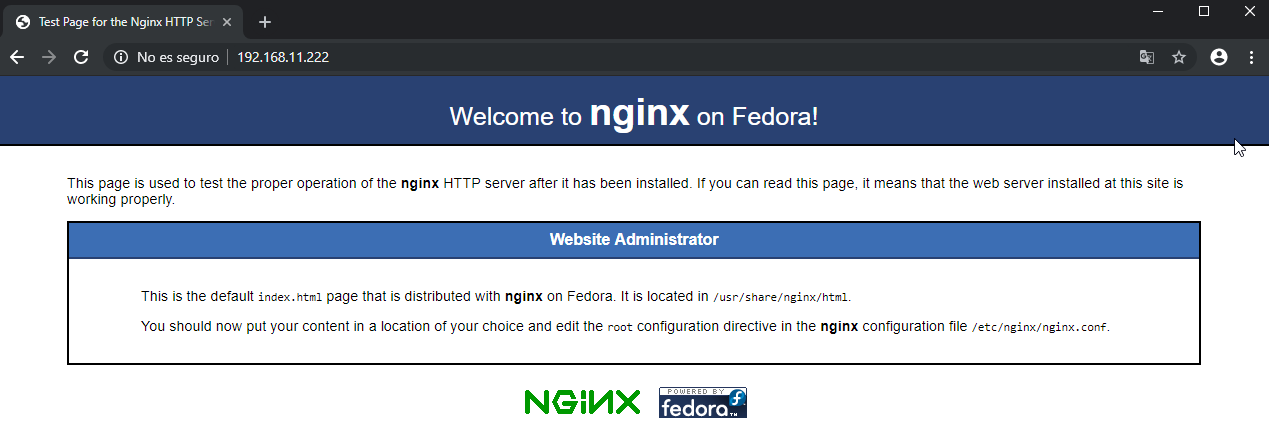 Test Page for the Nginx HTTP Ser
No es seguro 192.168.11.222
Welcome to nginx on Fedora!
This page is used to test the proper operation of the nginx HTTP server after it has been installed. If you can read this page, it means that the web server installed at this site is
working properly.
Website Administrator
This is the default index.html page that is distributed with nginx on Fedora. It is located in /usr/share/nginx/html.
You should now put your content in a location of your choice and edit the root configuration directive in the nginx configuration file /etc/nginx/nginx.conf.
NGINX
POWERED BY
fedora™